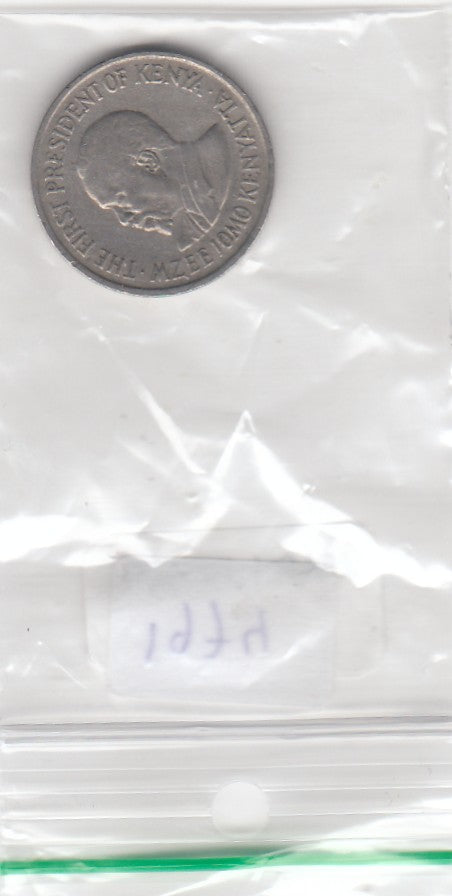 THE FIRST PRESIDENT OF KENYA · MZEE JOMO KENYATTA ·
1974